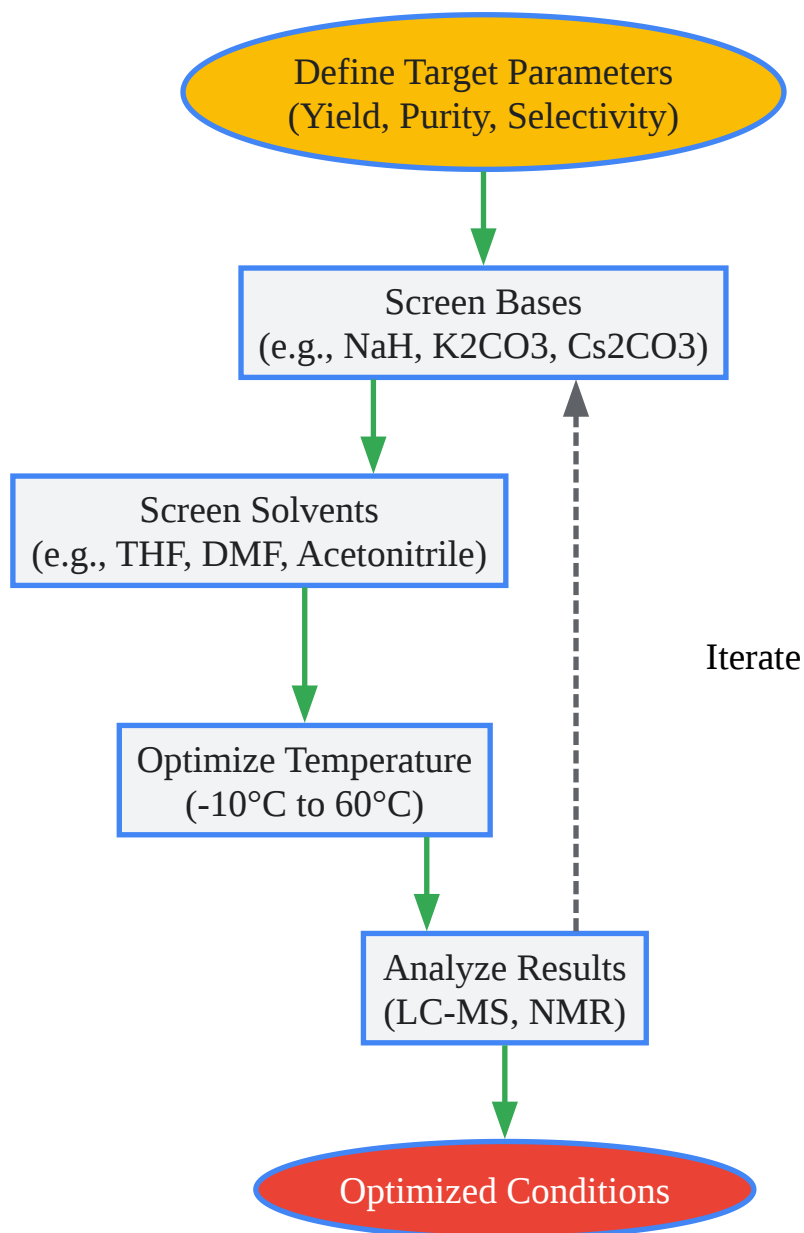 Define Target Parameters
(Yield, Purity, Selectivity)
Screen Bases
(e.g., NaH, K2CO3, Cs2CO3)
Screen Solvents
(e.g., THF, DMF, Acetonitrile)
Iterate
Optimize Temperature
(-10°C to 60°C)
Analyze Results
(LC-MS, NMR)
Optimized Conditions